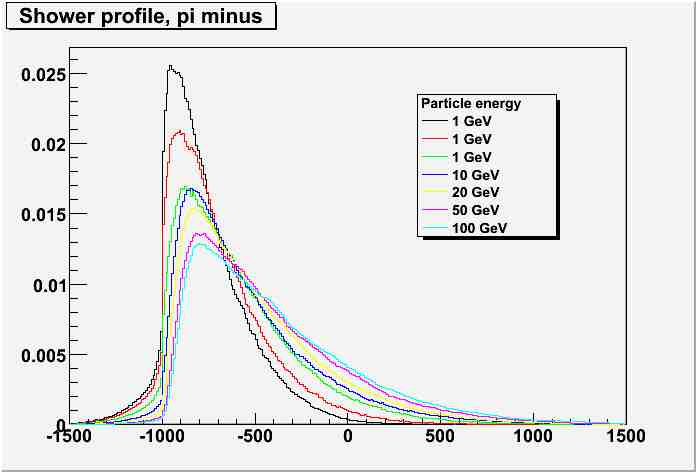 Shower profile, pi minus
0.025
0.02
0.015
0.01
0.005
0
-1500 -1000 -500 0 500 1000 1500
Particle energy
1 GeV
1 GeV
1 GeV
10 GeV
20 GeV
50 GeV
100 GeV